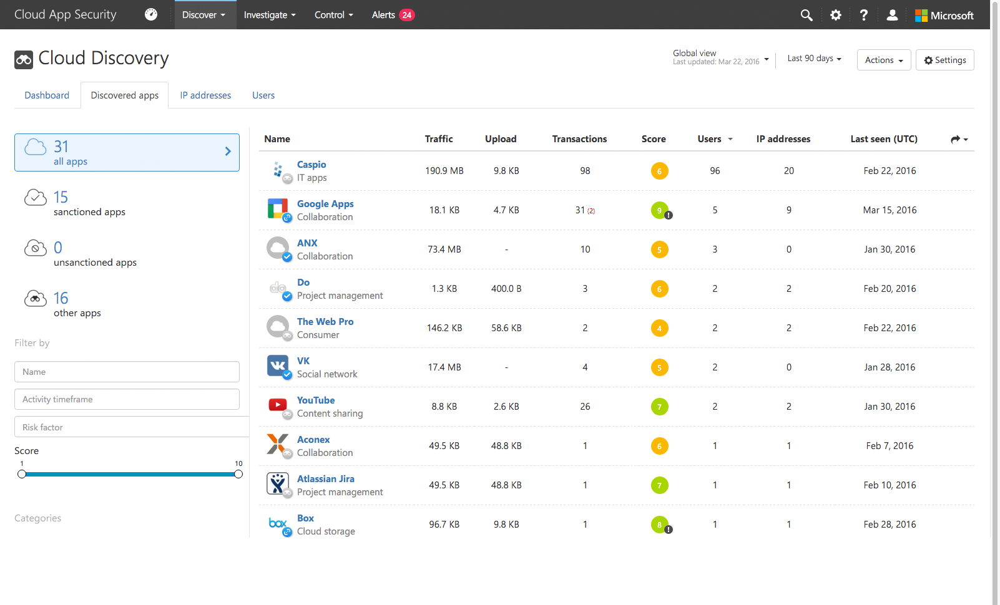 Cloud App Security Discover Investigate Control Alerts 24 Microsoft
Cloud Discovery
Global view
Last updated: Mar 22, 2016
Last 90 days Actions Settings
Dashboard Discovered apps IP addresses Users
31
all apps
15
sanctioned apps
0
unsanctioned apps
16
other apps
Filter by
Name
Activity timeframe
Risk factor
Score
1 10
Categories
Name Traffic Upload Transactions Score Users IP addresses Last seen (UTC)
Caspio
IT apps
190.9 MB 9.8 KB 98 6 96 20 Feb 22, 2016
Google Apps
Collaboration
18.1 KB 4.7 KB 31 (2) 9 ! 5 9 Mar 15, 2016
ANX
Collaboration
73.4 MB - 10 5 3 0 Jan 30, 2016
do
Do
Project management
1.3 KB 400.0 B 3 6 2 2 Feb 20, 2016
The Web Pro
Consumer
146.2 KB 58.6 KB 2 4 2 2 Feb 22, 2016
VK
Social network
17.4 MB - 4 5 2 0 Jan 28, 2016
YouTube
Content sharing
8.8 KB 2.6 KB 26 7 2 2 Jan 30, 2016
Aconex
Collaboration
49.5 KB 48.8 KB 1 6 1 1 Feb 7, 2016
Atlassian Jira
Project management
49.5 KB 48.8 KB 1 7 1 1 Feb 10, 2016
box
Box
Cloud storage
96.7 KB 9.8 KB 1 8 ! 1 1 Feb 28, 2016